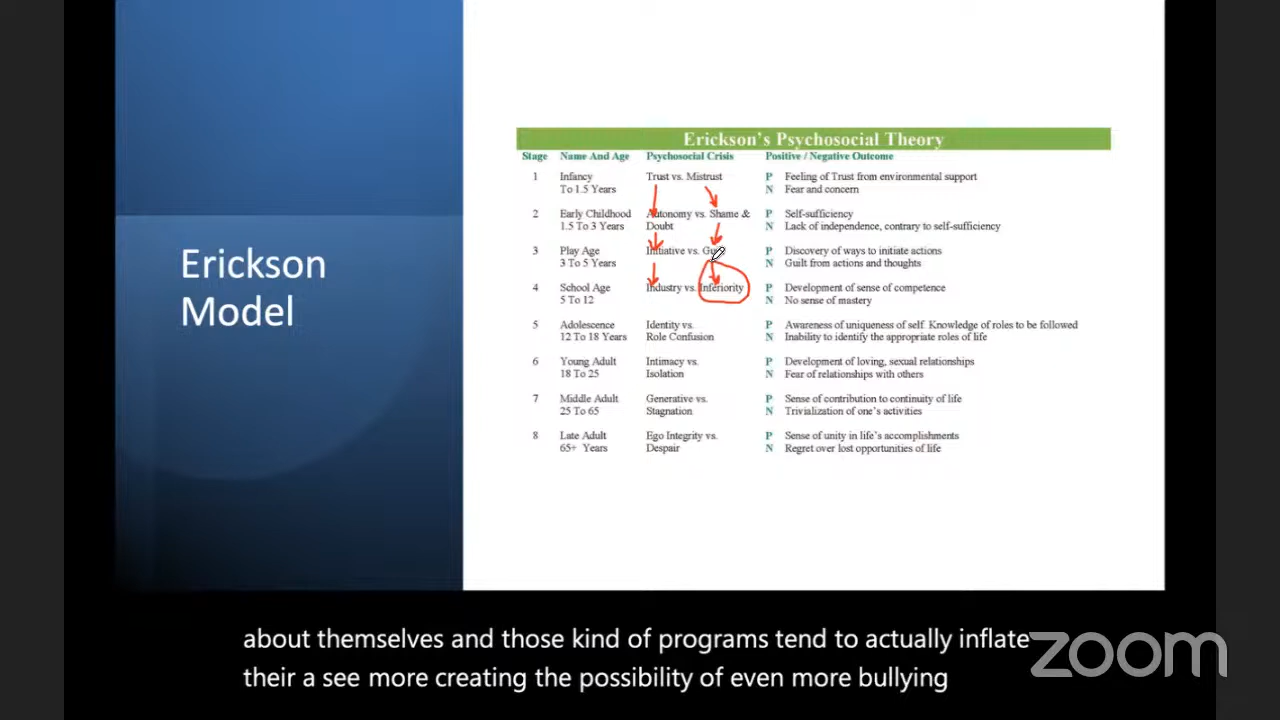 Erickson
Model
Erickson's Psychosocial Theory
Stage Name And Age Psychosocial Crisis Positive / Negative Outcome
1 Infancy Trust vs. Mistrust P Feeling of Trust from environmental support
To 1.5 Years N Fear and concern
2 Early Childhood Autonomy vs. Shame & P Self-sufficiency
1.5 To 3 Years Doubt N Lack of independence, contrary to self-sufficiency
3 Play Age Initiative vs. P Discovery of ways to initiate actions
3 To 5 Years N Guilt from actions and thoughts
4 School Age Industry vs. Inferiority P Development of sense of competence
5 To 12 N No sense of mastery
5 Adolescence Identity vs. P Awareness of uniqueness of self. Knowledge of roles to be followed
12 To 18 Years Role Confusion N Inability to identify the appropriate roles of life
6 Young Adult Intimacy vs. P Development of loving, sexual relationships
18 To 25 Isolation N Fear of relationships with others
7 Middle Adult Generative vs. P Sense of contribution to continuity of life
25 To 65 Stagnation N Trivialization of one's activities
8 Late Adult Ego Integrity vs. P Sense of unity in life's accomplishments
65+ Years Despair N Regret over lost opportunities of life
about themselves and those kind of programs tend to actually inflate
their a see more creating the possibility of even more bullying
zoom